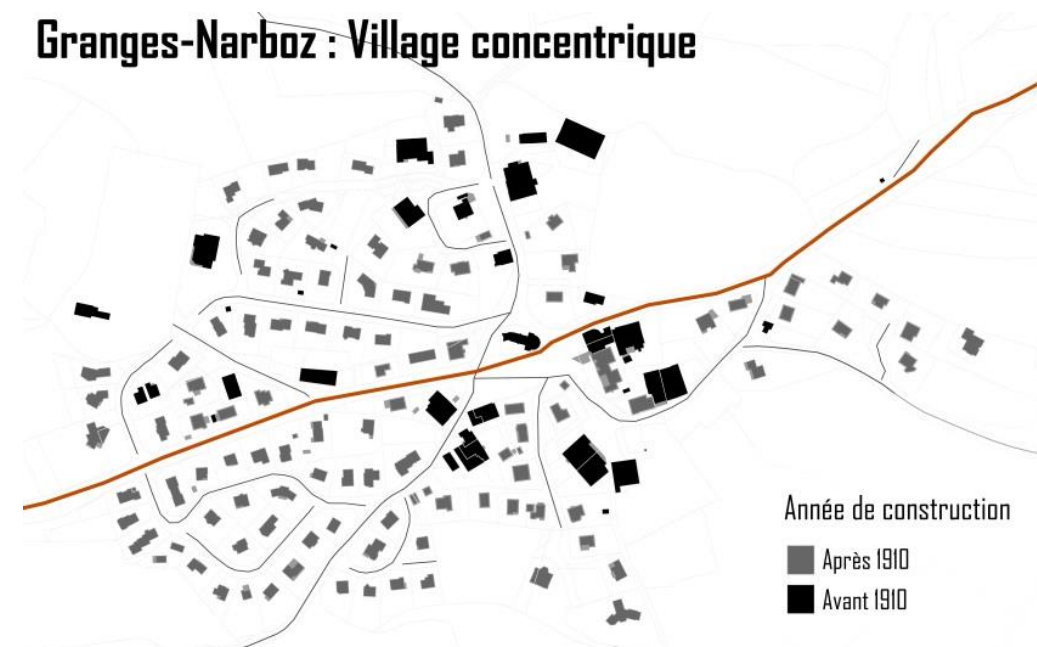 Granges-Narboz : Village concentrique
Année de construction
Après 1910
Avant 1910